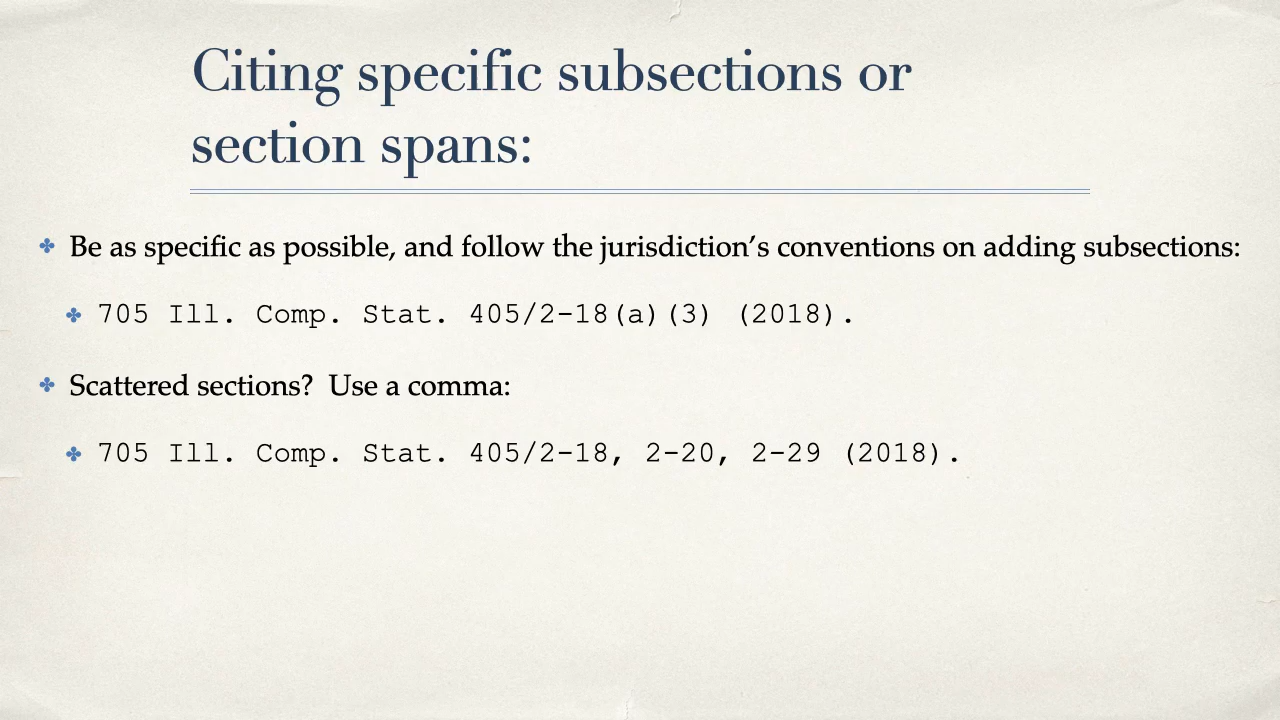 Citing specific subsections or
section spans:
Be as specific as possible, and follow the jurisdiction’s conventions on adding subsections:
705 Ill. Comp. Stat. 405/2-18(a)(3) (2018).
Scattered sections?  Use a comma:
705 Ill. Comp. Stat. 405/2-18, 2-20, 2-29 (2018).